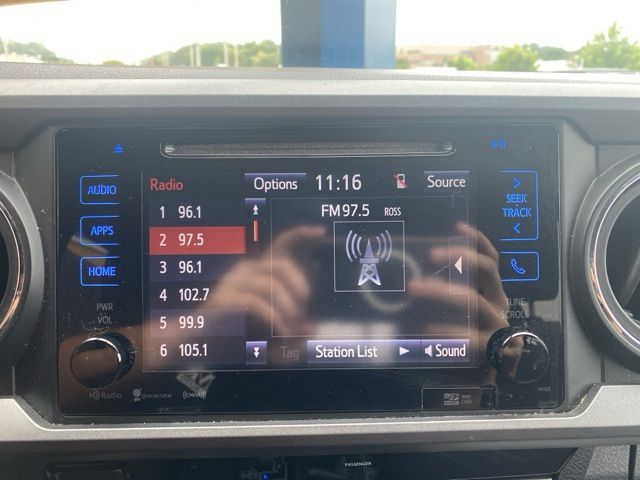 Radio Options 11:16 Source
AUDIO
APPS
HOME
PWR
VOL
1 96.1
2 97.5
3 96.1
4 102.7
5 99.9
6 105.1
FM 97.5 ROSS
Tag Station List Sound
SEEK
TRACK
TUNE
SCROLL
HD Radio gracenote
PASSENGER